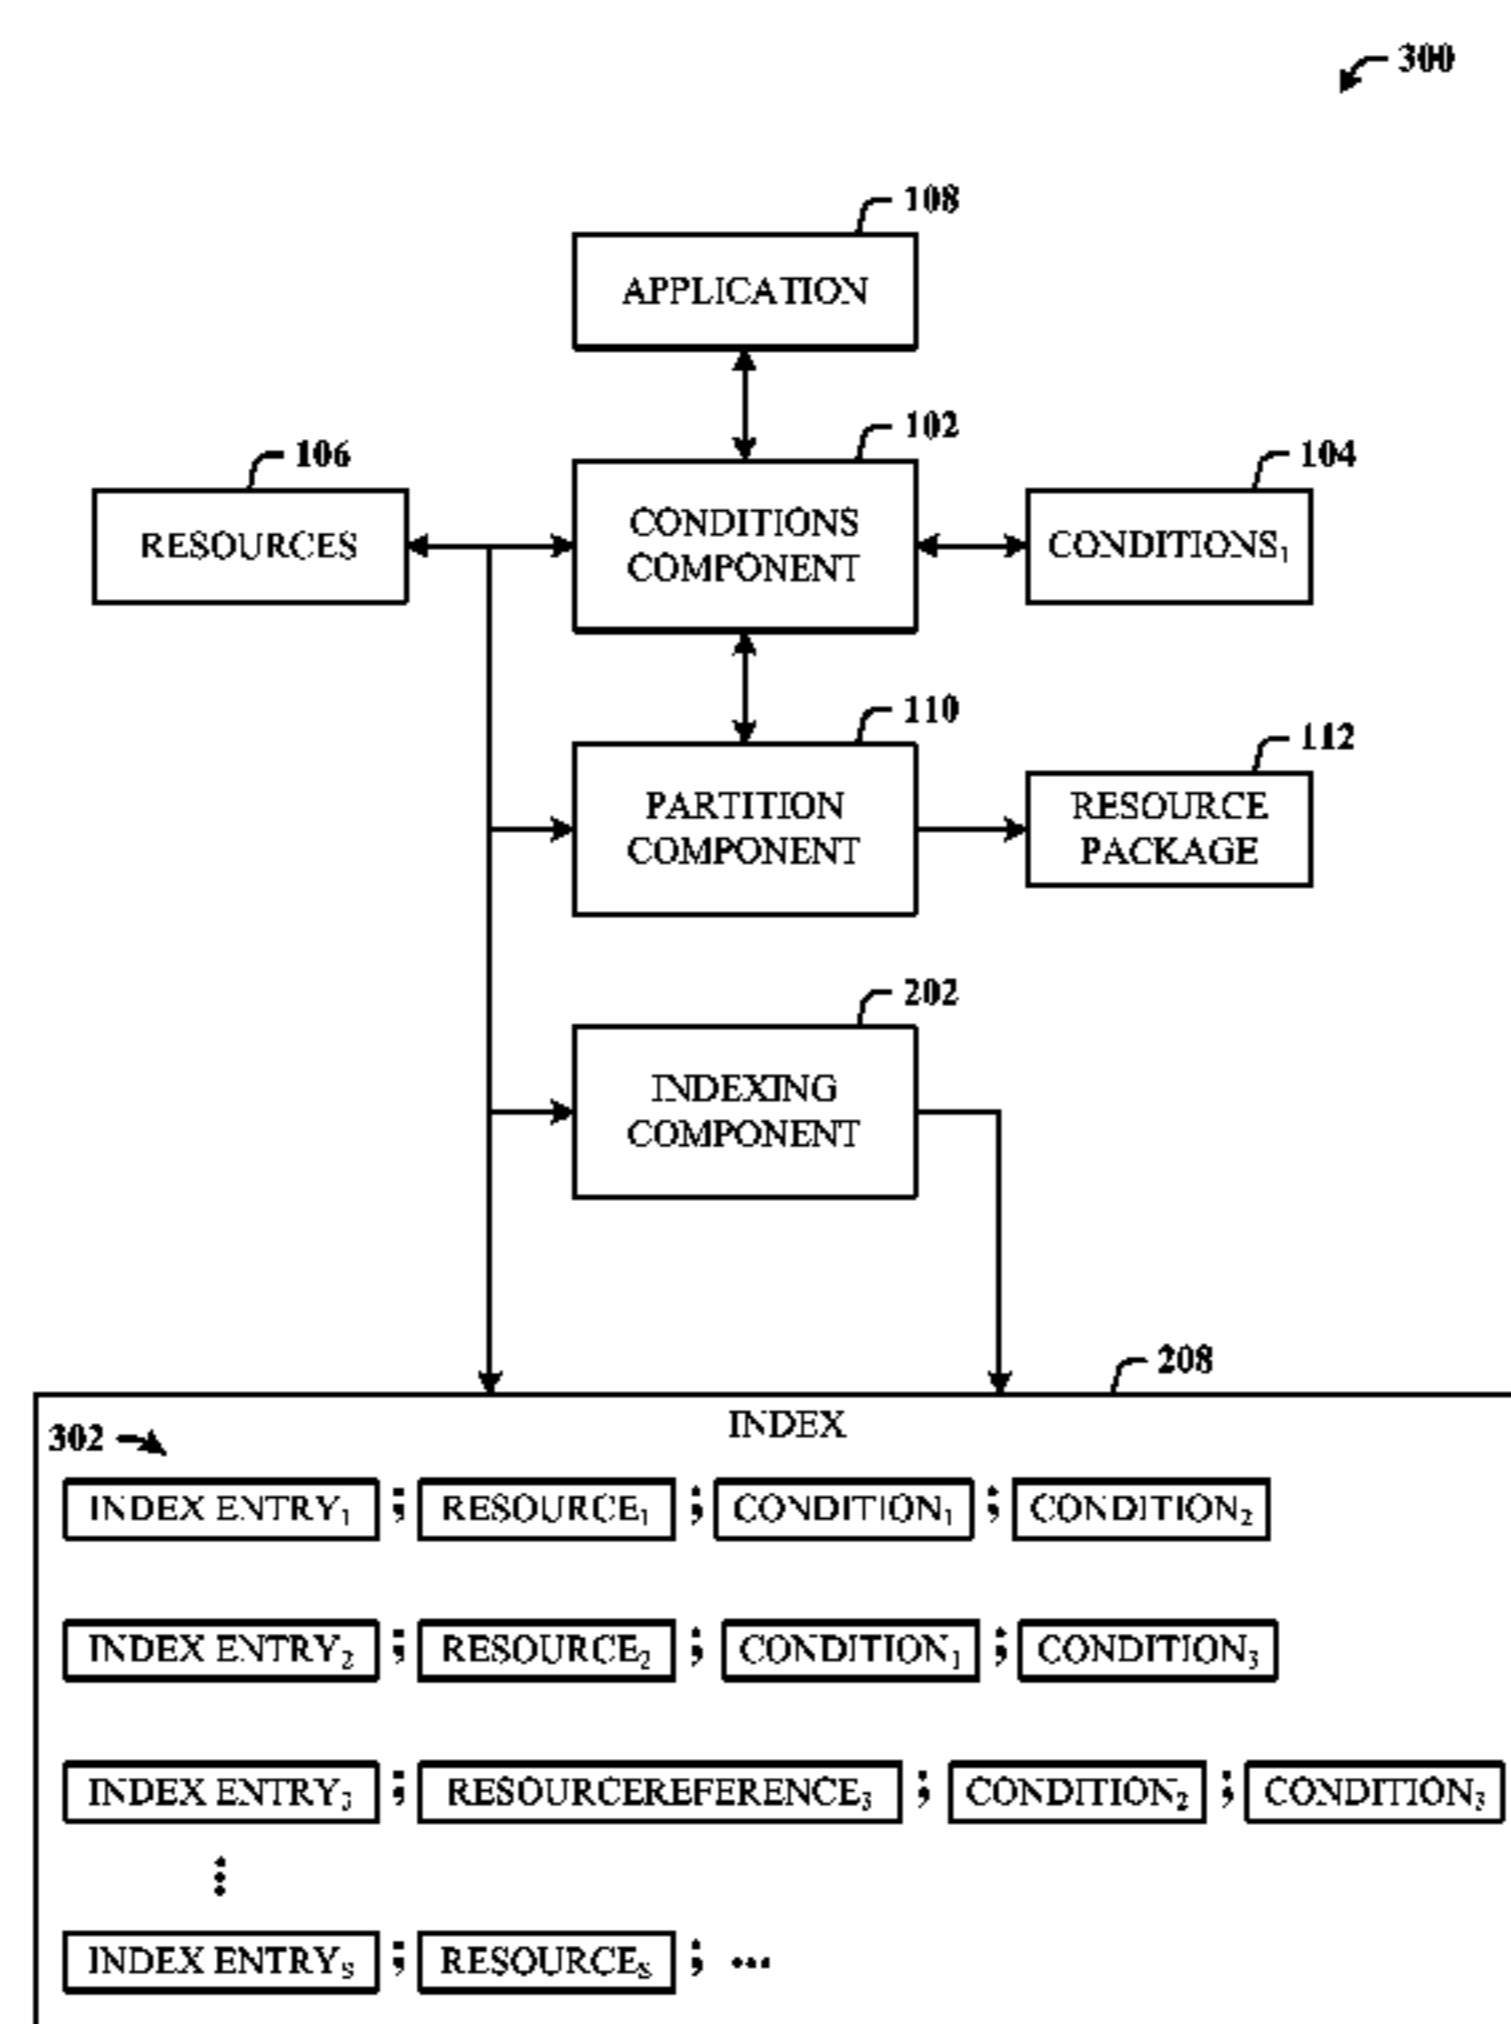 300
108
APPLICATION
102
106
104
RESOURCES
CONDITIONS
COMPONENT
CONDITIONS₁
110
112
PARTITION
COMPONENT
RESOURCE
PACKAGE
202
INDEXING
COMPONENT
208
INDEX
302
INDEX ENTRY₁ ; RESOURCE₁ ; CONDITION₁ ; CONDITION₂
INDEX ENTRY₂ ; RESOURCE₂ ; CONDITION₁ ; CONDITION₃
INDEX ENTRY₃ ; RESOURCEREFERENCE₃ ; CONDITION₂ ; CONDITION₃
⋮
INDEX ENTRYS ; RESOURCES ; ...